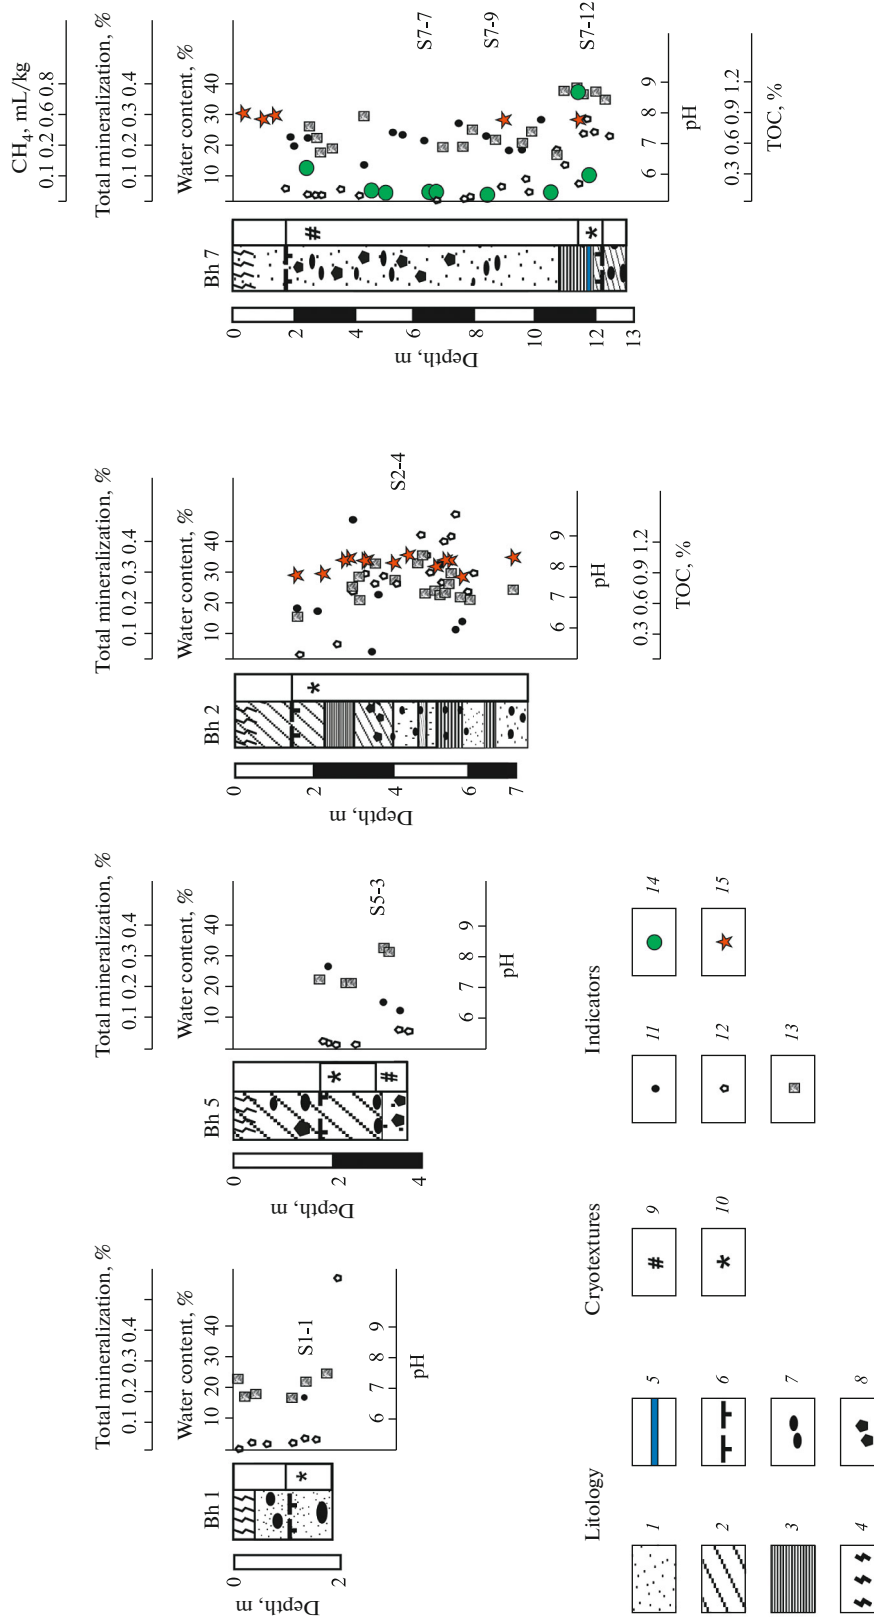 Total mineralization, %
0.1 0.2 0.3 0.4
Water content, %
10 20 30 40
Bh 1
Depth, m
0
2
#
*
S1-1
6 7 8 9
pH
Total mineralization, %
0.1 0.2 0.3 0.4
Water content, %
10 20 30 40
Bh 5
Depth, m
0
2
4
*
#
S5-3
6 7 8 9
pH
Total mineralization, %
0.1 0.2 0.3 0.4
Water content, %
10 20 30 40
Bh 2
Depth, m
0
2
4
6
7
*
S2-4
6 7 8 9
pH
0.3 0.6 0.9 1.2
TOC, %
CH₄, mL/kg
0.1 0.2 0.6 0.8
Total mineralization, %
0.1 0.2 0.3 0.4
Water content, %
10 20 30 40
Bh 7
Depth, m
0
2
4
6
8
10
12
13
#
*
S7-7
S7-9
S7-12
6 7 8 9
pH
0.3 0.6 0.9 1.2
TOC, %
Litology
1
2
3
4
5
6
7
8
Cryotextures
# 9
* 10
Indicators
11
12
13
14
15